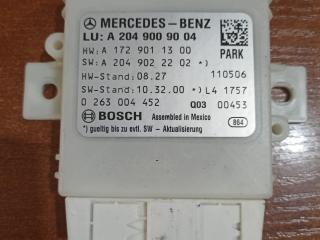 MERCEDES-BENZ
LU: A 204 900 90 04
HW: A 172 901 13 00
SW: A 204 902 22 02 *)
PARK
HW-Stand: 08.27 110506
SW-Stand: 10.32.00 *) L4 1757
0 263 004 452 Q03 00453
BOSCH Assembled in Mexico
*) gueltig bis zu evtl. SW - Aktualisierung
864